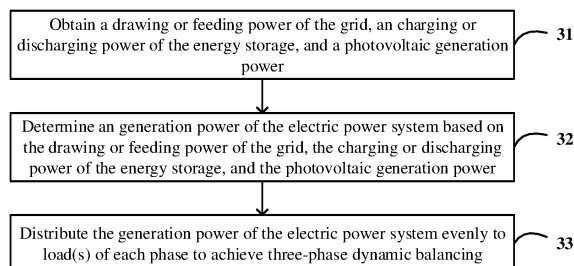 Obtain a drawing or feeding power of the grid, an charging or
discharging power of the energy storage, and a photovoltaic generation
power
31
Determine an generation power of the electric power system based on
the drawing or feeding power of the grid, the charging or discharging
power of the energy storage, and the photovoltaic generation power
32
Distribute the generation power of the electric power system evenly to
load(s) of each phase to achieve three-phase dynamic balancing
33